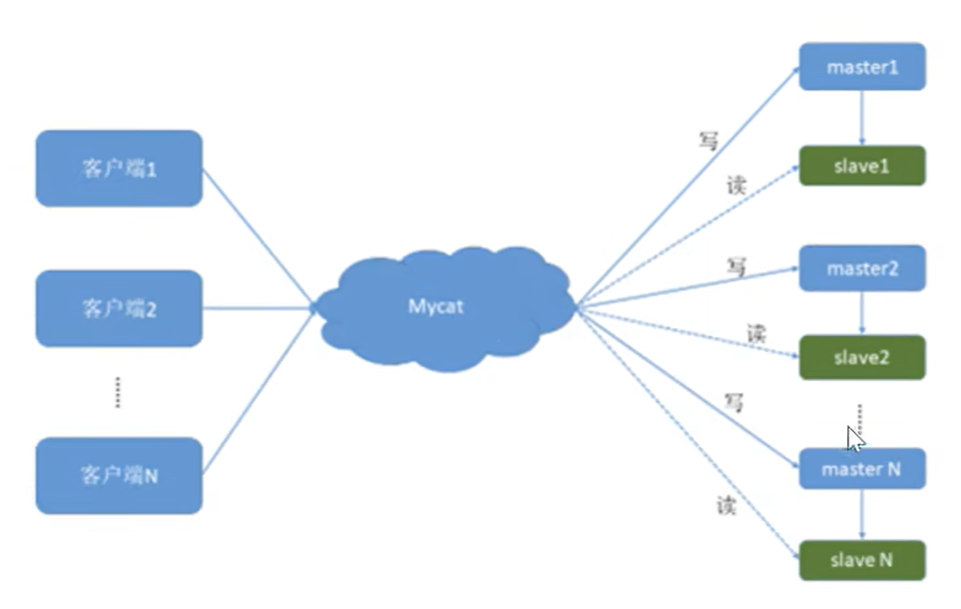 客户端1
客户端2
客户端N
Mycat
写
读
写
读
写
读
master1
slave1
master2
slave2
master N
slave N